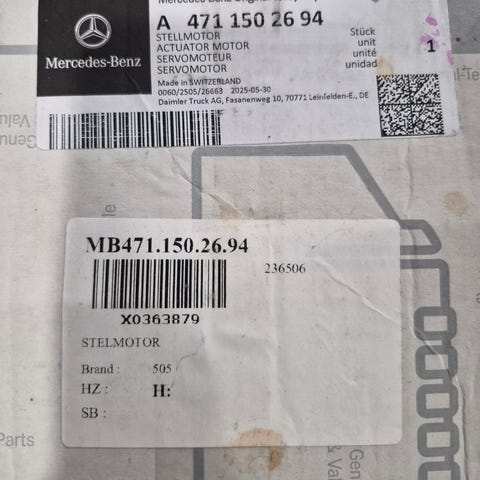 Mercedes-Benz
A 471 150 26 94
STELLMOTOR
ACTUATOR MOTOR
SERVOMOTEUR
SERVOMOTOR
Stück
unit
unité
unidad
1
Made in SWITZERLAND
0060/2505/26663 2025-05-30
Daimler Truck AG, Fasanenweg 10, 70771 Leinfelden-E., DE
MB471.150.26.94
236506
X0363879
STELMOTOR
Brand : 505
HZ : H:
SB :
Parts